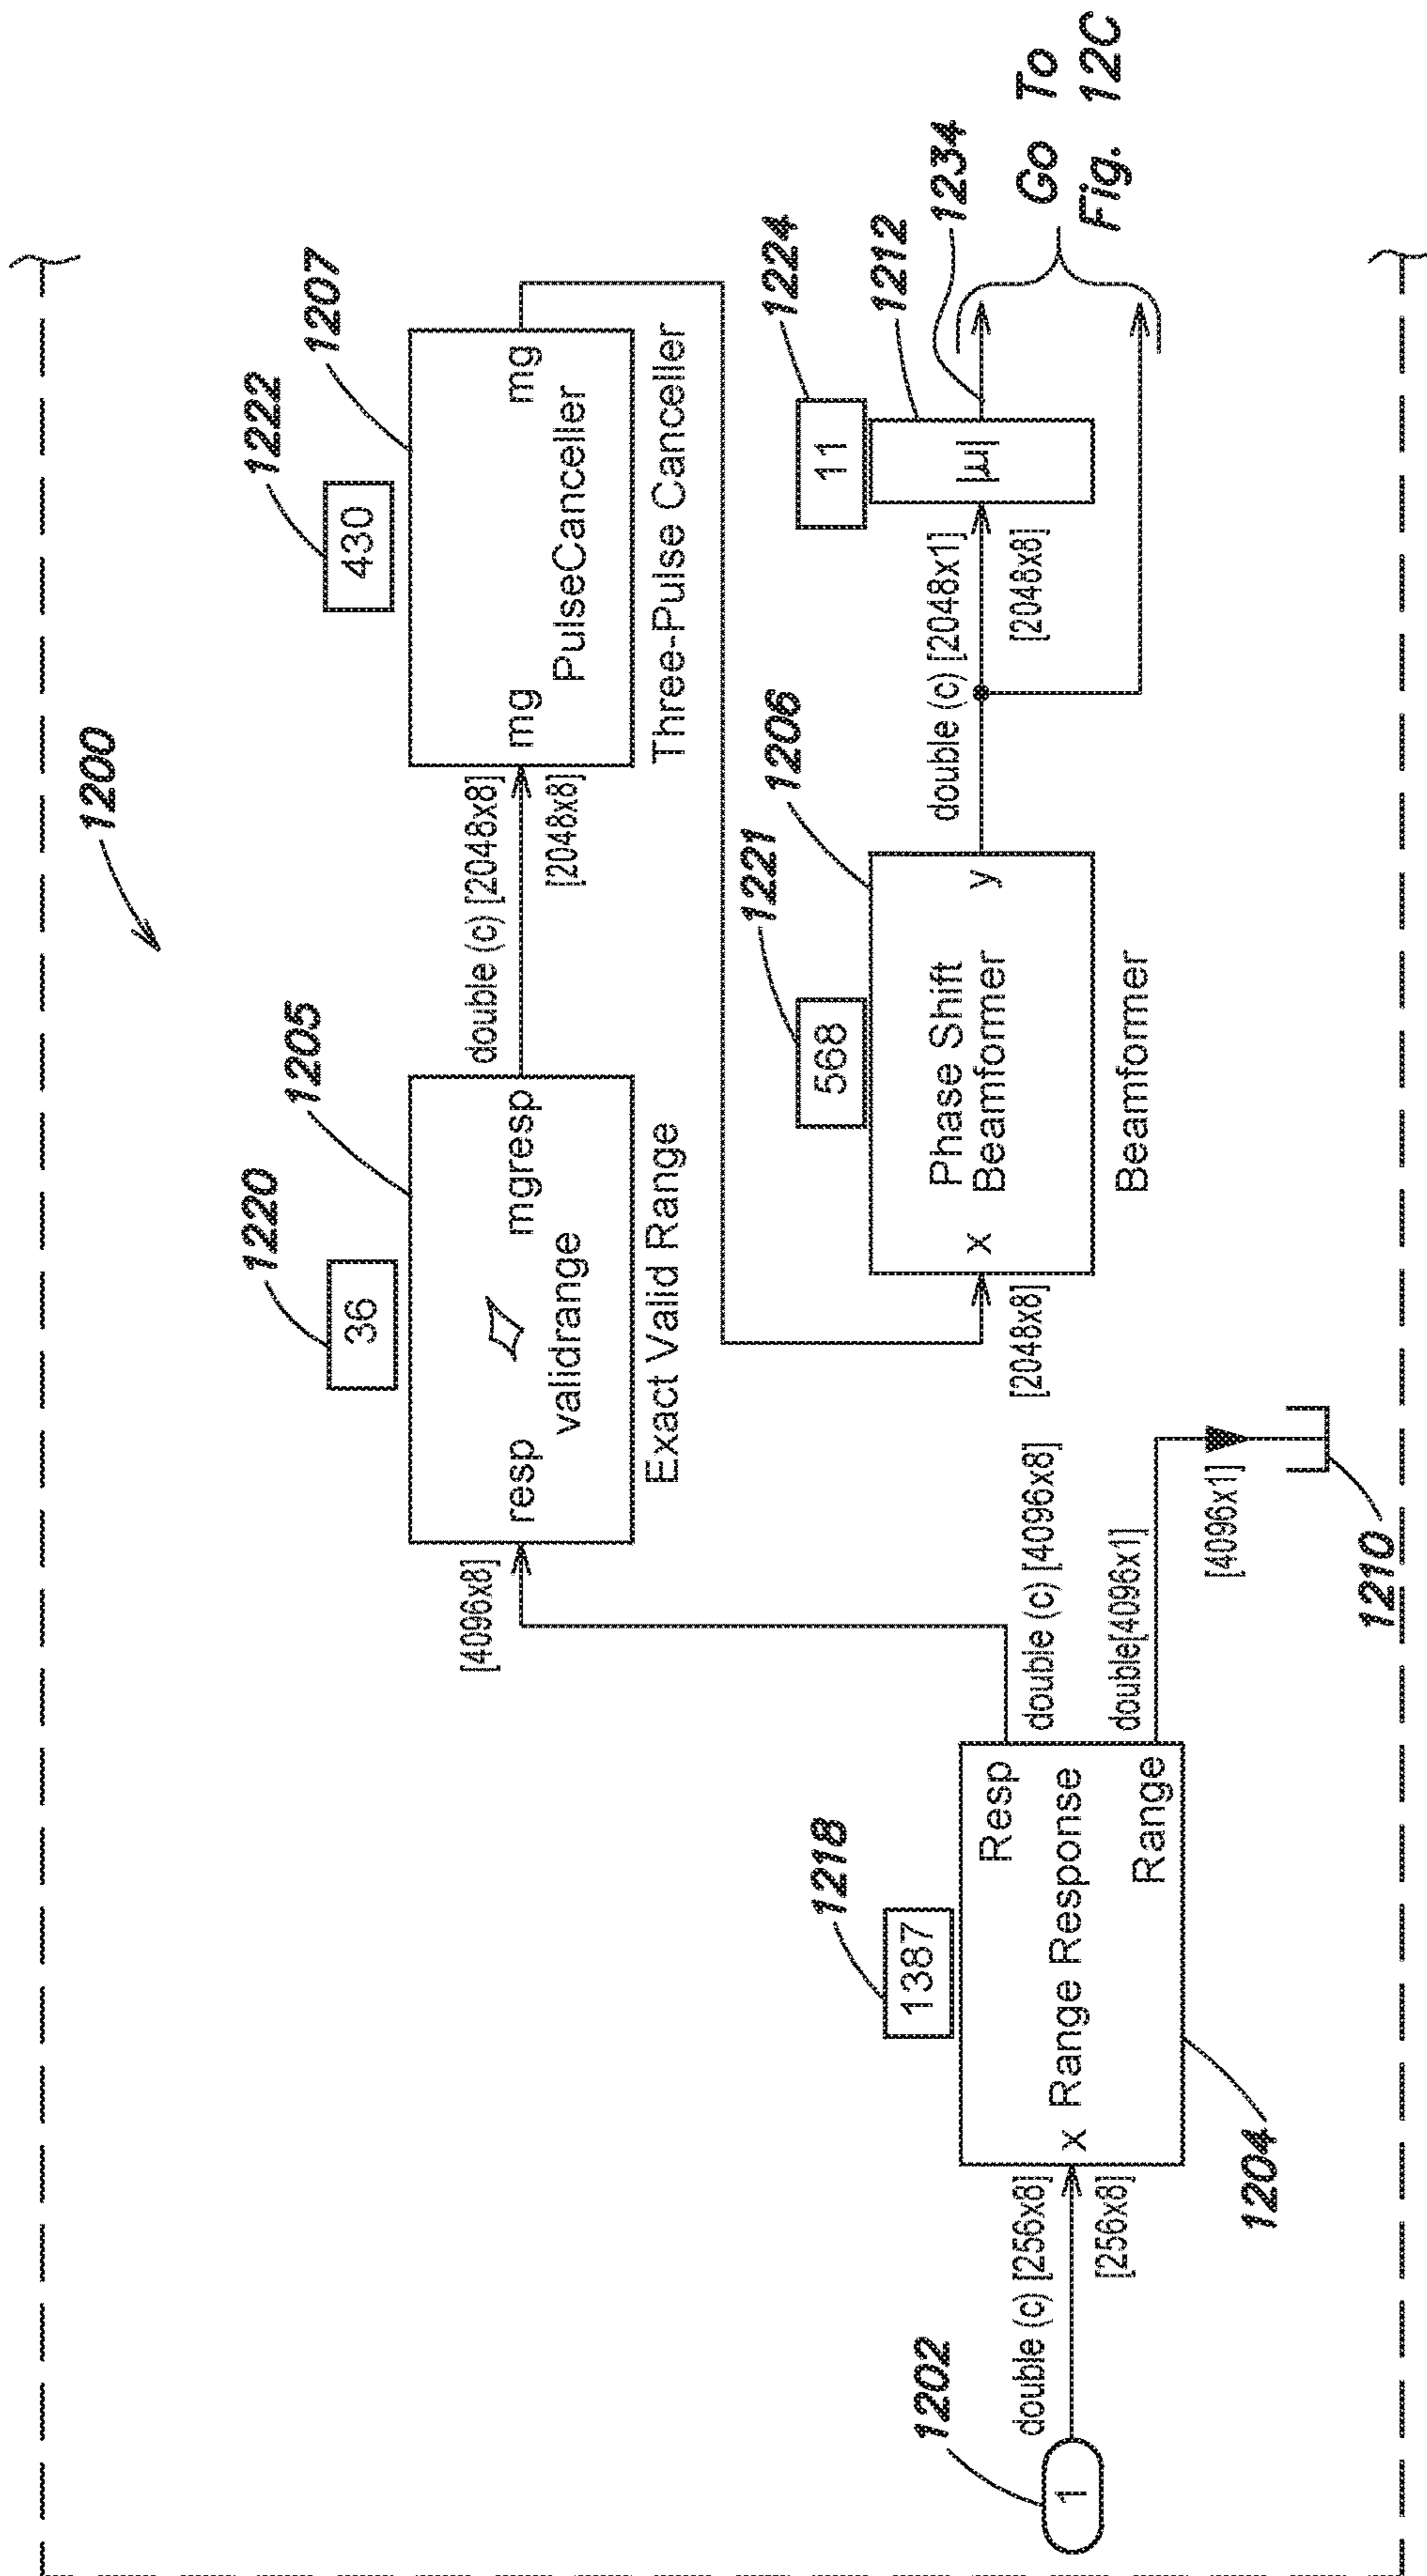 1200
1220
36
1205
resp
mgresp
validrange
Exact Valid Range
[4096x8]
double (c) [2048x8]
[2048x8]
1222
430
1207
mg
mg
PulseCanceller
Three-Pulse Canceller
1202
1
double (c) [256x8]
[256x8]
1218
1387
Resp
x Range Response
Range
1204
double (c) [4096x8]
double[4096x1]
[4096x1]
1210
[2048x8]
1221
568
1206
Phase Shift
x
y
Beamfomer
Beamfomer
double (c) [2048x1]
[2048x8]
1224
11
1212
|µ|
1234
Go To
Fig. 12C